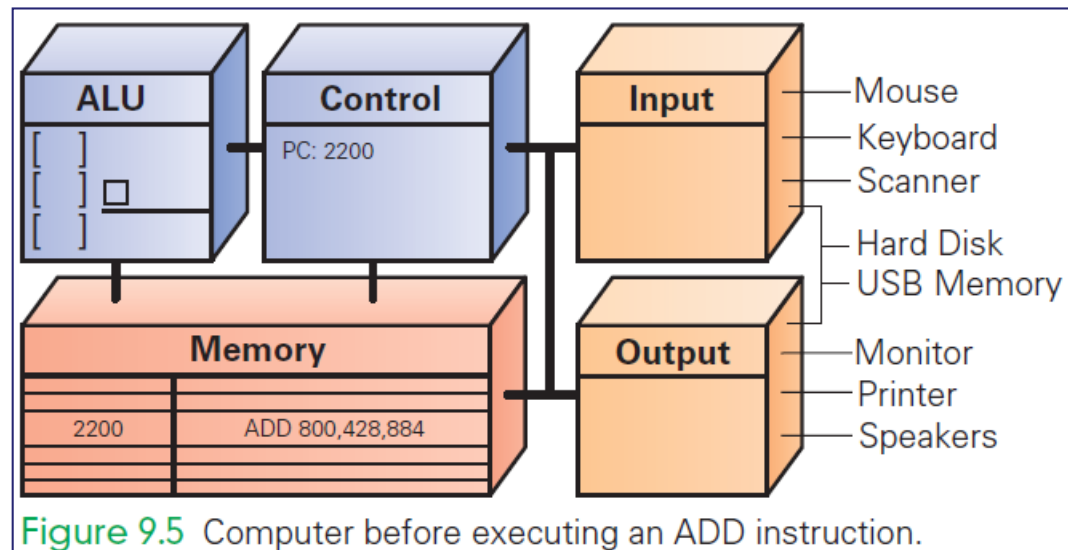 ALU
Control
Input
[ ]
[ ]
[ ]
PC: 2200
Mouse
Keyboard
Scanner
Hard Disk
USB Memory
Memory
Output
2200
ADD 800,428,884
Monitor
Printer
Speakers
Figure 9.5 Computer before executing an ADD instruction.